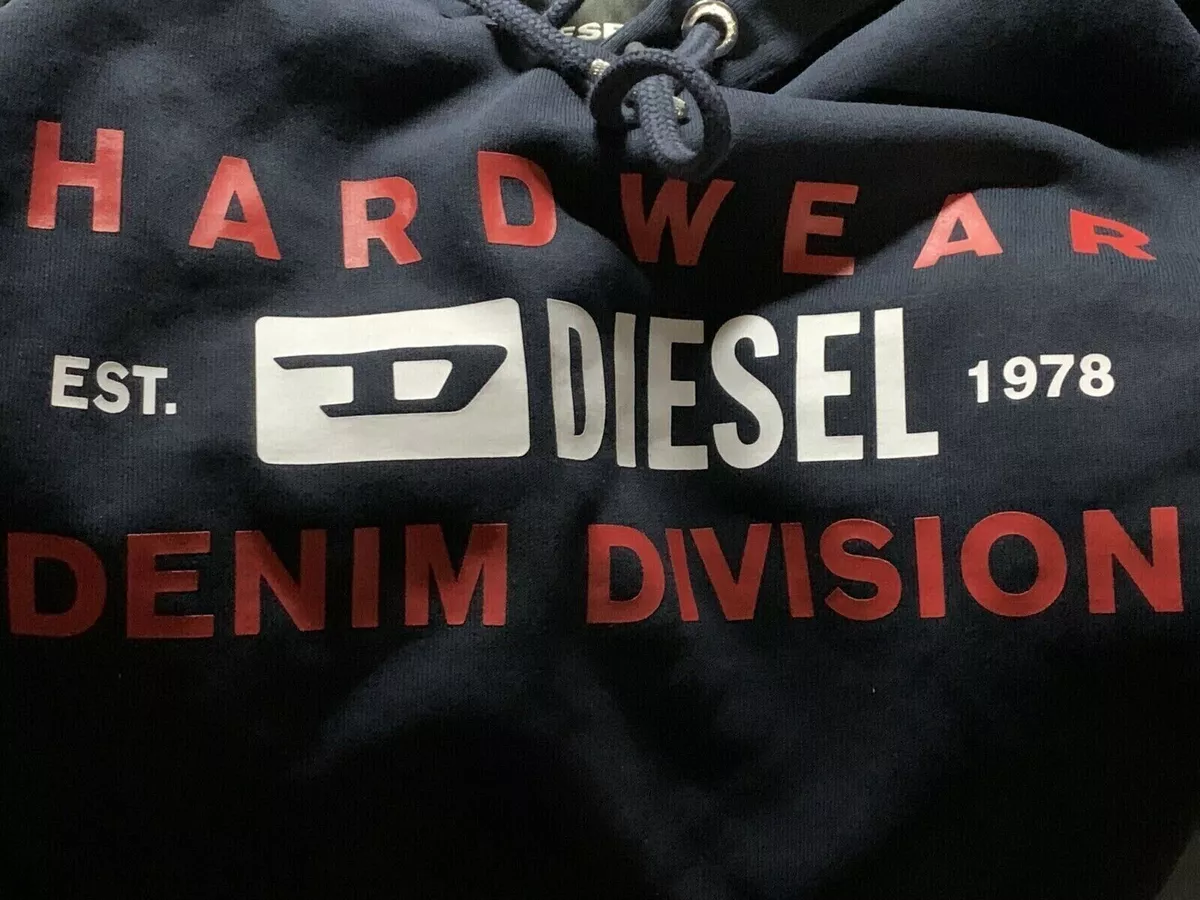 HARDWEAR
EST. D DIESEL 1978
DENIM DIVISION